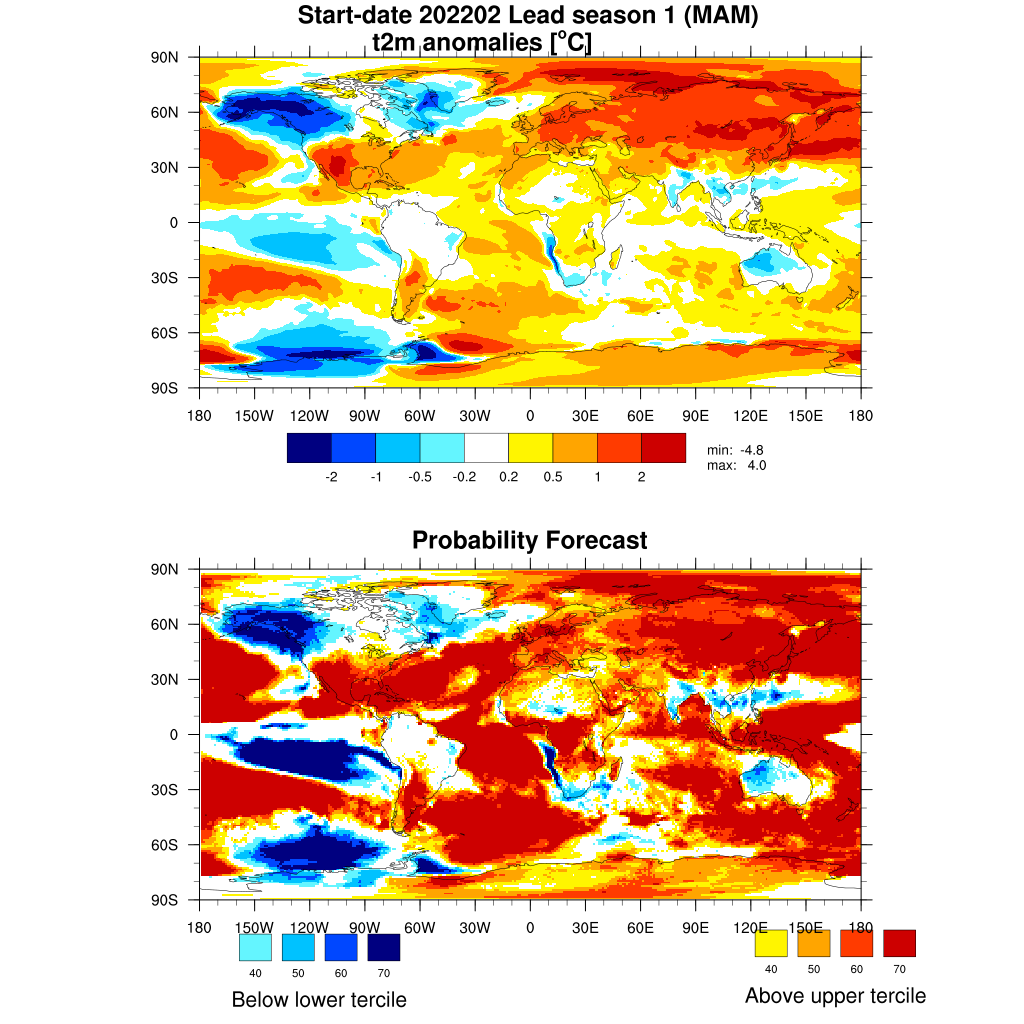 Start-date 202202 Lead season 1 (MAM)
t2m anomalies [°C]
90N
60N
30N
0
30S
60S
90S
180 150W 120W 90W 60W 30W 0 30E 60E 90E 120E 150E 180
-2 -1 -0.5 -0.2 0.2 0.5 1 2
min: -4.8
max: 4.0
Probability Forecast
90N
60N
30N
0
30S
60S
90S
180 150W 120W 90W 60W 30W 0 30E 60E 90E 120E 150E 180
40 50 60 70
Below lower tercile
40 50 60 70
Above upper tercile